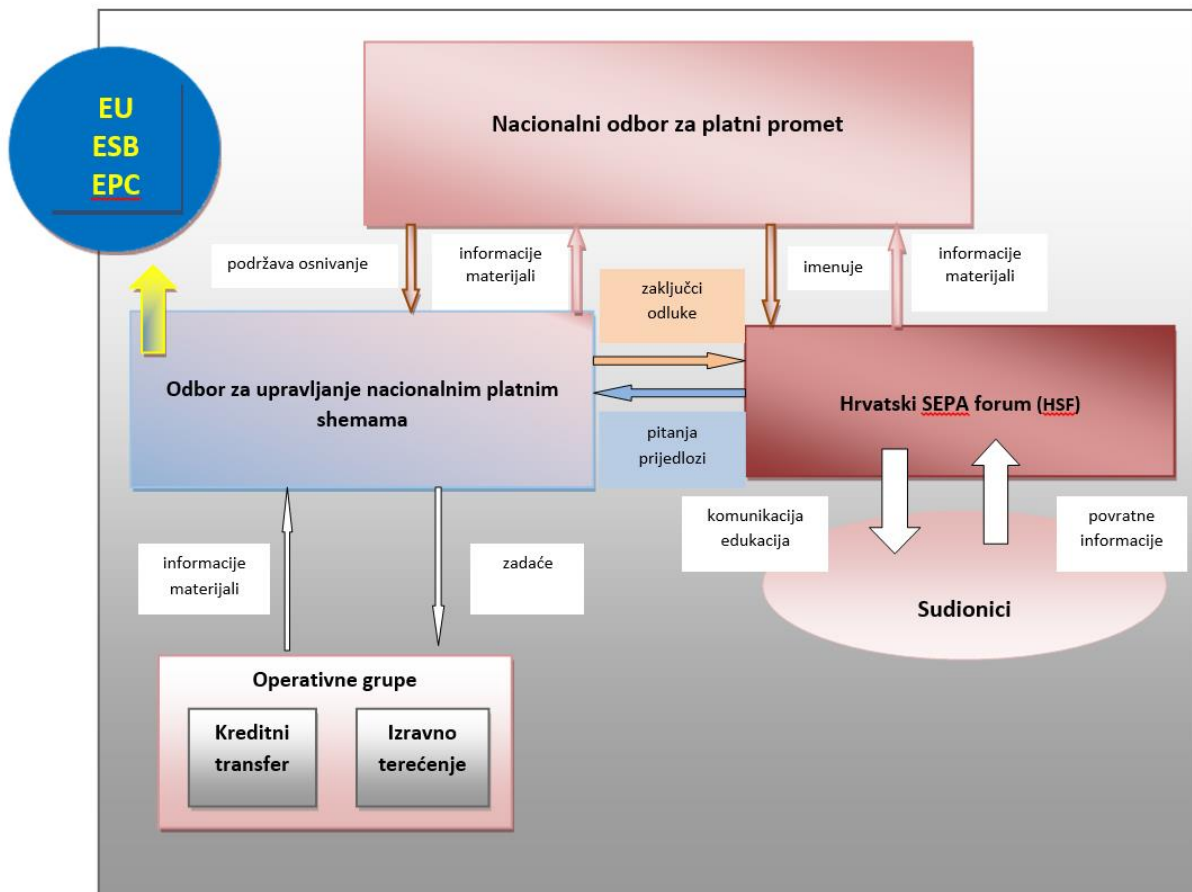 EU
ESB
EPC
Nacionalni odbor za platni promet
podržava osnivanje
informacije
materijali
zaključci
odluke
imenuje
informacije
materijali
Odbor za upravljanje nacionalnim platnim
shemama
Hrvatski SEPA forum (HSF)
pitanja
prijedlozi
informacije
materijali
zadaće
komunikacija
edukacija
povratne
informacije
Sudionici
Operativne grupe
Kreditni
transfer
Izravno
terećenje